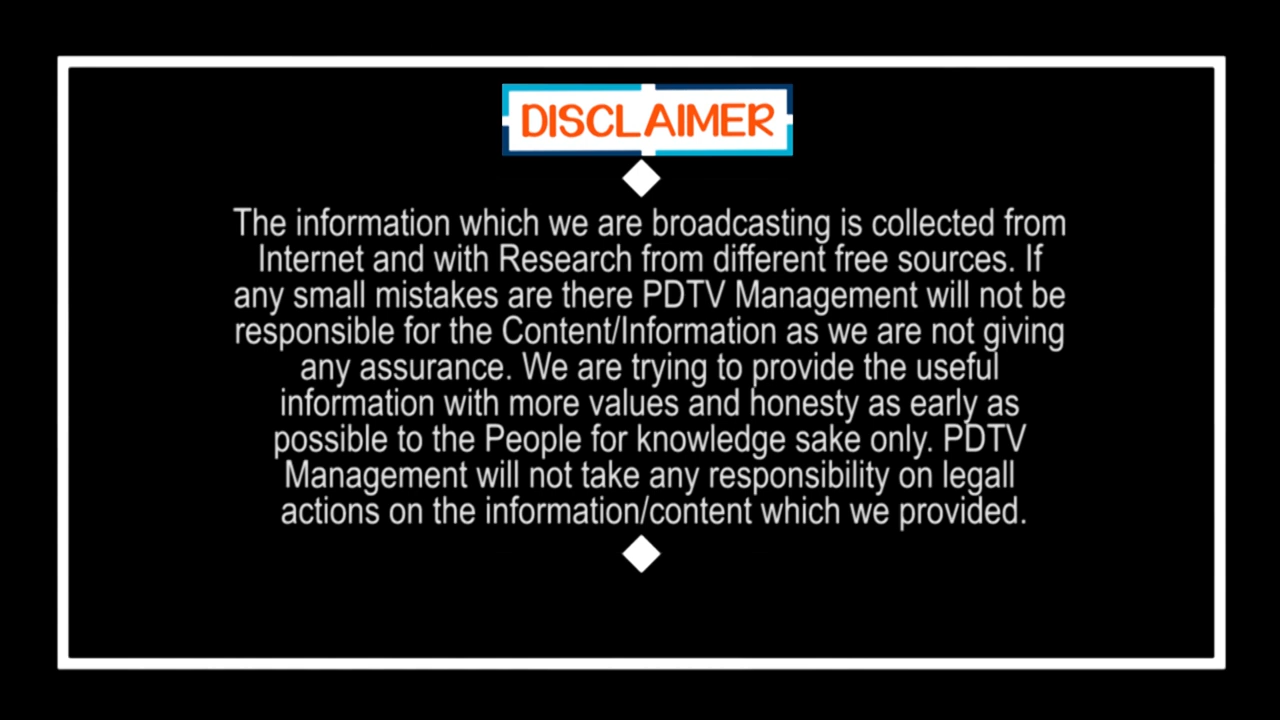 DISCLAIMER
The information which we are broadcasting is collected from
Internet and with Research from different free sources. If
any small mistakes are there PDTV Management will not be
responsible for the Content/Information as we are not giving
any assurance. We are trying to provide the useful
information with more values and honesty as early as
possible to the People for knowledge sake only. PDTV
Management will not take any responsibility on legall
actions on the information/content which we provided.